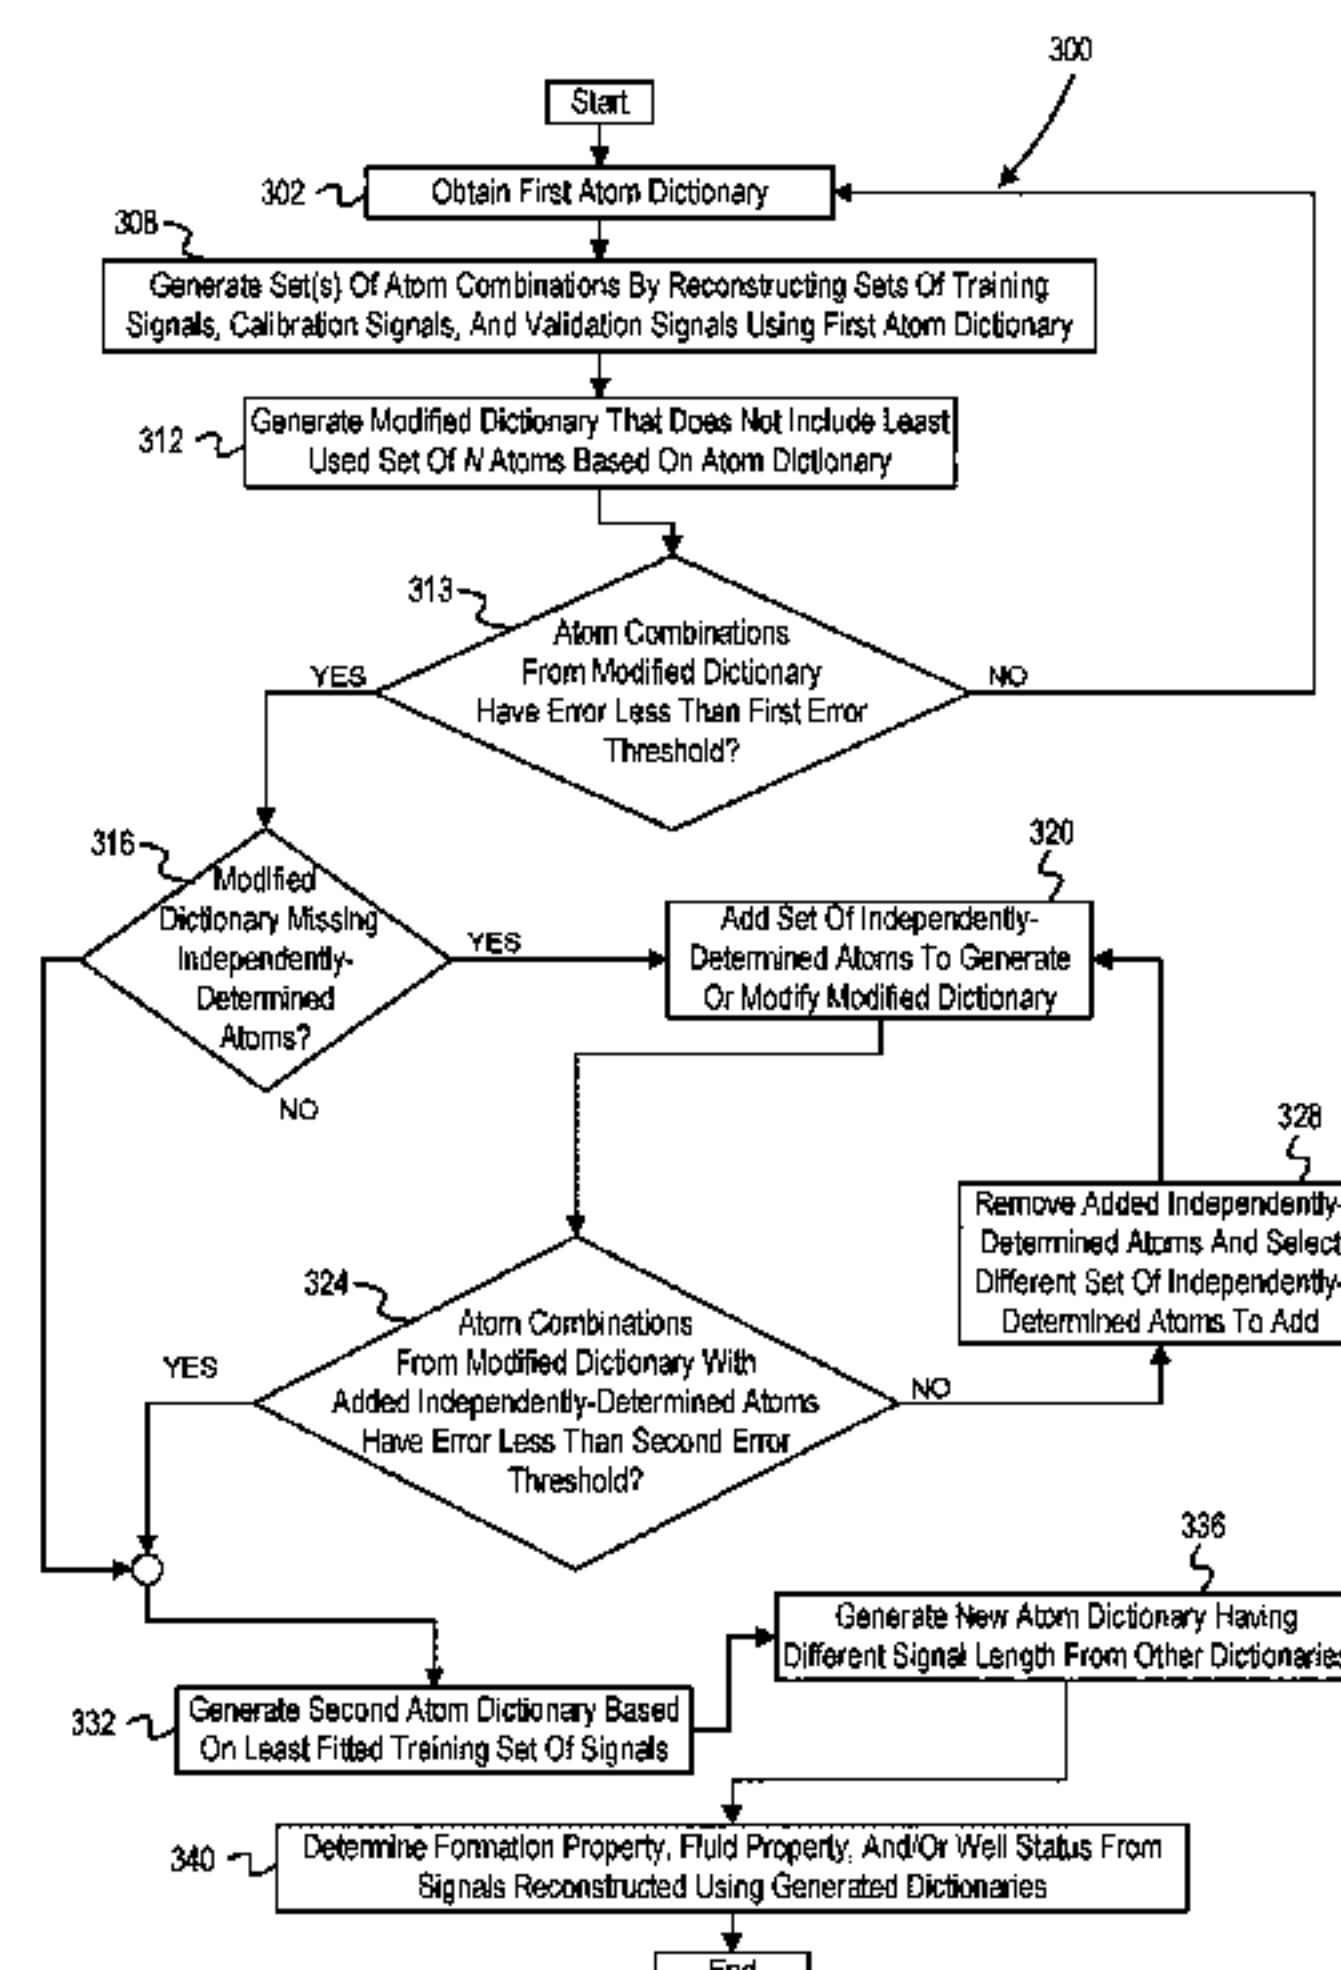 300
Start
302
Obtain First Atom Dictionary
308
Generate Set(s) Of Atom Combinations By Reconstructing Sets Of Training
Signals, Calibration Signals, And Validation Signals Using First Atom Dictionary
312
Generate Modified Dictionary That Does Not Include Least
Used Set Of N Atoms Based On Atom Dictionary
313
Atom Combinations
From Modified Dictionary
Have Error Less Than First Error
Threshold?
YES
NO
316
Modified
Dictionary Missing
Independently-
Determined
Atoms?
YES
NO
320
Add Set Of Independently-
Determined Atoms To Generate
Or Modify Modified Dictionary
328
Remove Added Independently-
Determined Atoms And Select
Different Set Of Independently-
Determined Atoms To Add
324
Atom Combinations
From Modified Dictionary With
Added Independently-Determined Atoms
Have Error Less Than Second Error
Threshold?
YES
NO
336
Generate New Atom Dictionary Having
Different Signal Length From Other Dictionaries
332
Generate Second Atom Dictionary Based
On Least Fitted Training Set Of Signals
340
Determine Formation Property, Fluid Property, And/Or Well Status From
Signals Reconstructed Using Generated Dictionaries
End